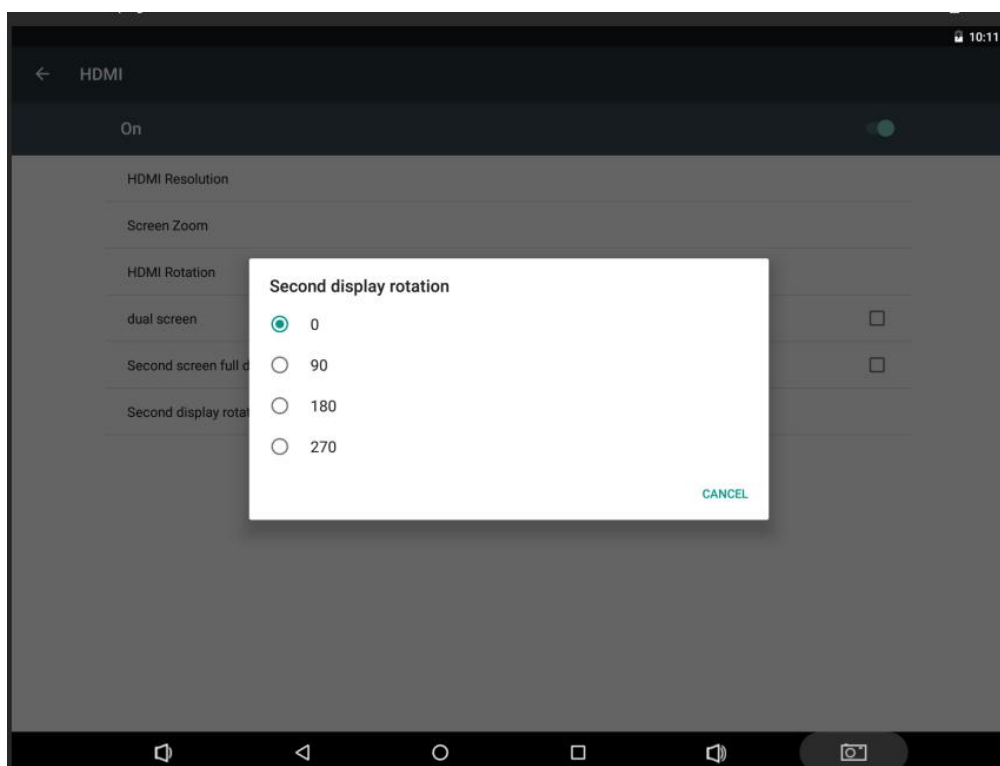 10:11
HDMI
On
HDMI Resolution
Screen Zoom
HDMI Rotation
dual screen
Second screen full d
Second display rotat
Second display rotation
0
90
180
270
CANCEL